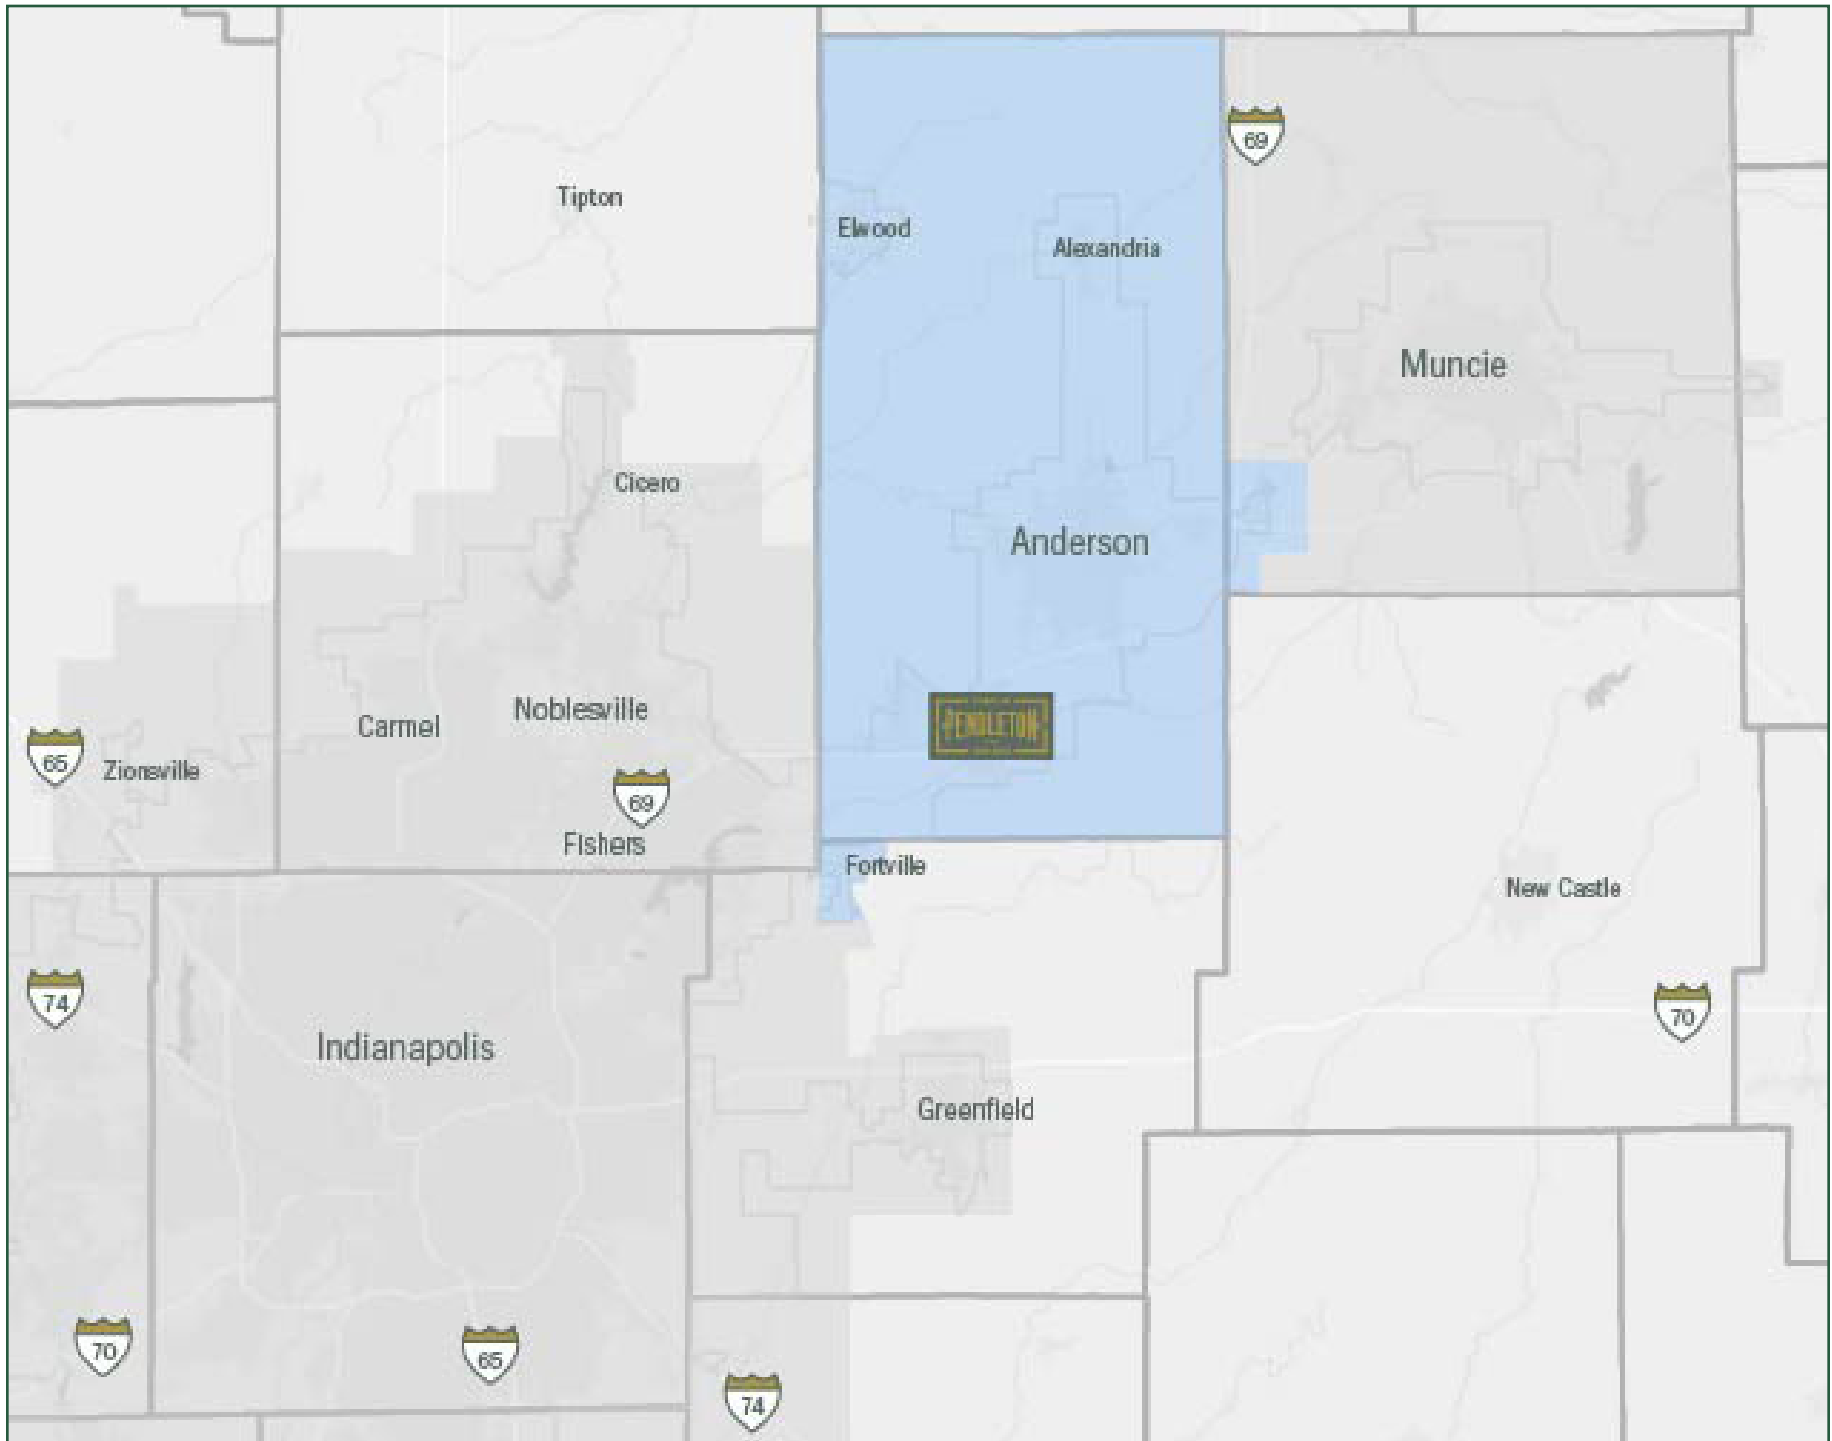 69
Tipton
Elwood
Alexandria
Muncie
Cicero
Anderson
Noblesville
Carmel
PENDLETON
65
Zionsville
69
Fishers
Fortville
New Castle
74
70
Indianapolis
Greenfield
70
65
74